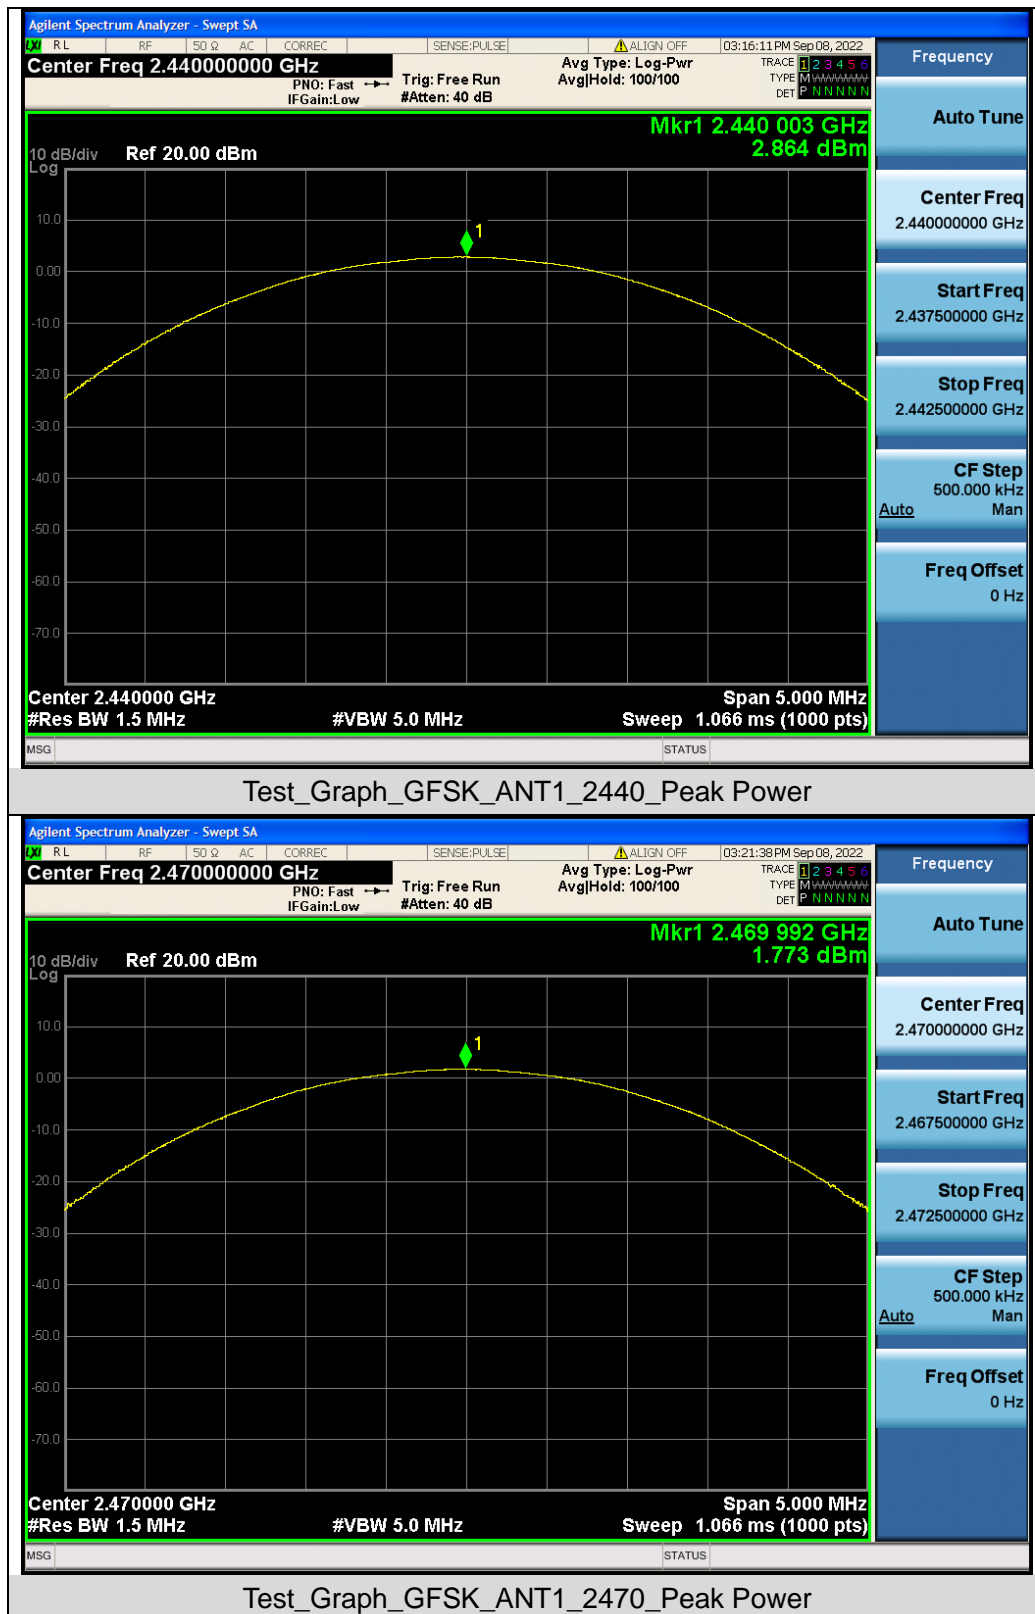 Agilent Spectrum Analyzer - Swept SA
LXI RL RF 50 Ω AC CORREC SENSE:PULSE ALIGN OFF 03:16:11 PM Sep 08, 2022
Center Freq 2.440000000 GHz
PNO: Fast
IFGain:Low
Trig: Free Run
#Atten: 40 dB
Avg Type: Log-Pwr
Avg|Hold: 100/100
TRACE 1 2 3 4 5 6
TYPE M WWWWW
DET P N N N N N
Mkr1 2.440 003 GHz
2.864 dBm
10 dB/div Ref 20.00 dBm
Log
10.0
1
0.00
-10.0
-20.0
-30.0
-40.0
-50.0
-60.0
-70.0
Center 2.440000 GHz Span 5.000 MHz
#Res BW 1.5 MHz #VBW 5.0 MHz Sweep 1.066 ms (1000 pts)
MSG STATUS
Frequency
Auto Tune
Center Freq
2.440000000 GHz
Start Freq
2.437500000 GHz
Stop Freq
2.442500000 GHz
CF Step
500.000 kHz
Auto Man
Freq Offset
0 Hz
Test_Graph_GFSK_ANT1_2440_Peak Power
Agilent Spectrum Analyzer - Swept SA
LXI RL RF 50 Ω AC CORREC SENSE:PULSE ALIGN OFF 03:21:38 PM Sep 08, 2022
Center Freq 2.470000000 GHz
PNO: Fast
IFGain:Low
Trig: Free Run
#Atten: 40 dB
Avg Type: Log-Pwr
Avg|Hold: 100/100
TRACE 1 2 3 4 5 6
TYPE M WWWWW
DET P N N N N N
Mkr1 2.469 992 GHz
1.773 dBm
10 dB/div Ref 20.00 dBm
Log
10.0
1
0.00
-10.0
-20.0
-30.0
-40.0
-50.0
-60.0
-70.0
Center 2.470000 GHz Span 5.000 MHz
#Res BW 1.5 MHz #VBW 5.0 MHz Sweep 1.066 ms (1000 pts)
MSG STATUS
Frequency
Auto Tune
Center Freq
2.470000000 GHz
Start Freq
2.467500000 GHz
Stop Freq
2.472500000 GHz
CF Step
500.000 kHz
Auto Man
Freq Offset
0 Hz
Test_Graph_GFSK_ANT1_2470_Peak Power